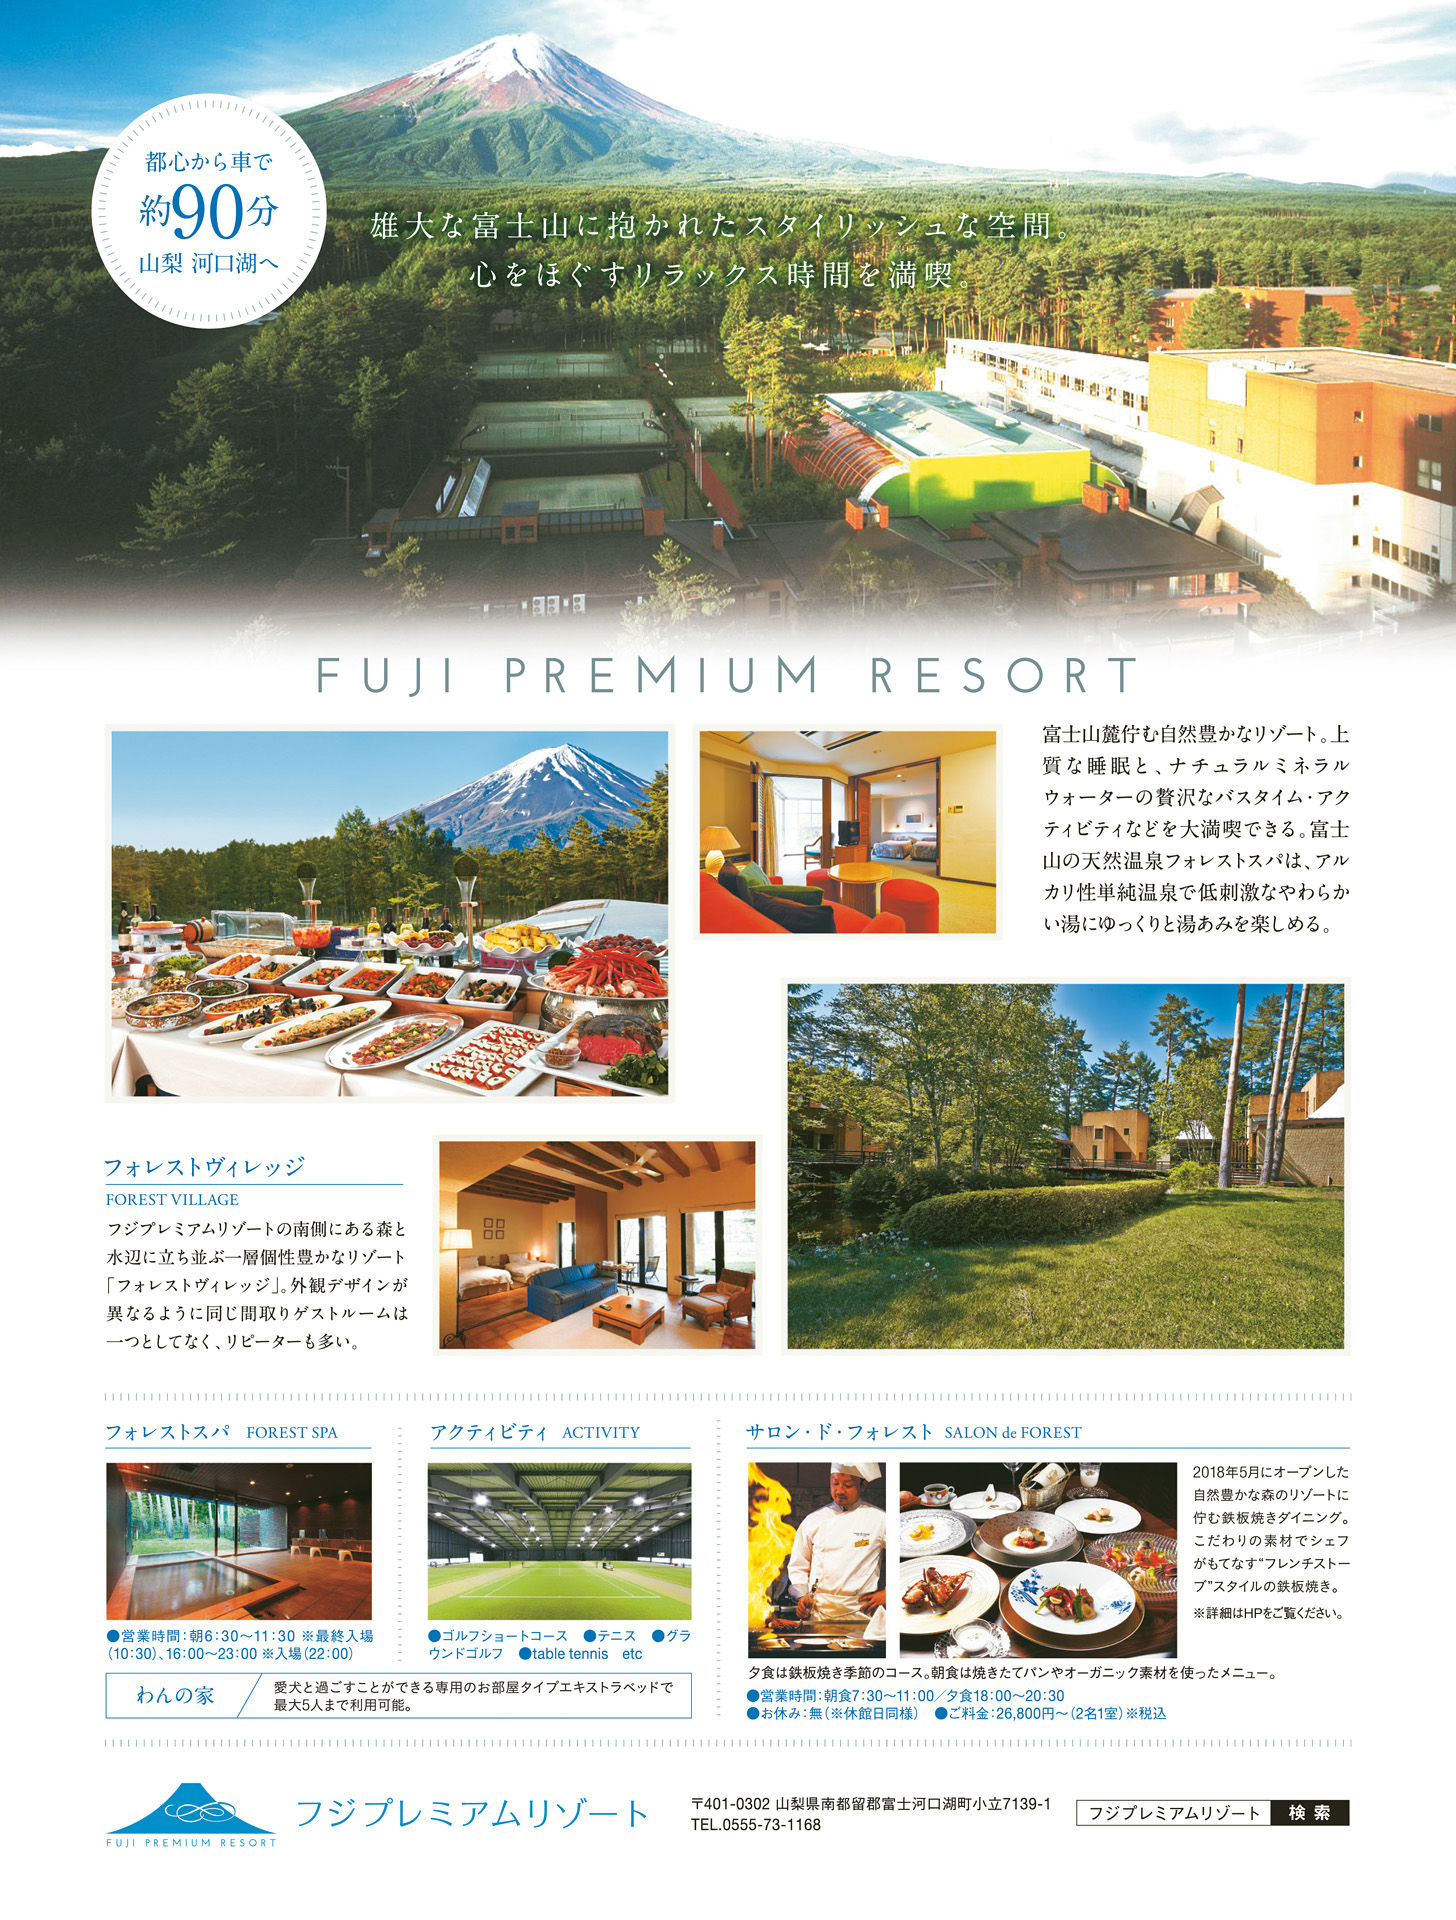 都心から車で
約90分
山梨 河口湖へ
雄大な富士山に抱かれたスタイリッシュな空間。
心をほぐすリラックス時間を満喫。
FUJI PREMIUM RESORT
富士山麓佇む自然豊かなリゾート。上
質な睡眠と、ナチュラルミネラル
ウォーターの贅沢なバスタイム・アク
ティビティなどを大満喫できる。富士
山の天然温泉フォレストスパは、アル
カリ性単純温泉で低刺激なやわらか
い湯にゆっくりと湯あみを楽しめる。
フォレストヴィレッジ
FOREST VILLAGE
フジプレミアムリゾートの南側にある森と
水辺に立ち並ぶ一層個性豊かなリゾート
「フォレストヴィレッジ」。外観デザインが
異なるように同じ間取りゲストルームは
一つとしてなく、リピーターも多い。
フォレストスパ FOREST SPA
●営業時間：朝6：30〜11：30 ※最終入場
（10：30）、16：00〜23：00 ※入場（22：00）
アクティビティ ACTIVITY
●ゴルフショートコース ●テニス ●グラ
ウンドゴルフ ●table tennis etc
わんの家
愛犬と過ごすことができる専用のお部屋タイプエキストラベッドで
最大5人まで利用可能。
サロン・ド・フォレスト SALON de FOREST
2018年5月にオープンした
自然豊かな森のリゾートに
佇む鉄板焼きダイニング。
こだわりの素材でシェフ
がもてなす“フレンチストー
ブ”スタイルの鉄板焼き。
※詳細はHPをご覧ください。
夕食は鉄板焼き季節のコース。朝食は焼きたてパンやオーガニック素材を使ったメニュー。
●営業時間：朝食7：30〜11：00／夕食18：00〜20：30
●お休み：無（※休館日同様） ●ご料金：26,800円〜（2名1室）※税込
FUJI PREMIUM RESORT
フジプレミアムリゾート
〒401-0302 山梨県南都留郡富士河口湖町小立7139-1
TEL.0555-73-1168
フジプレミアムリゾート 検索